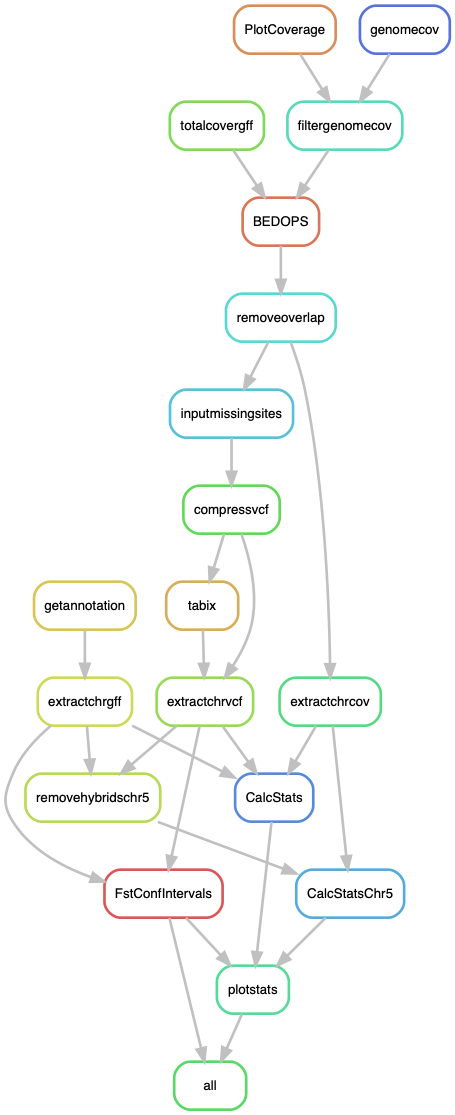 PlotCoverage
genomecov
totalcovergff
filtergenomecov
BEDOPS
removeoverlap
inputmissingsites
compressvcf
getannotation
tabix
extractchrgff
extractchrvcf
extractchrcov
removehybridschr5
CalcStats
FstConfIntervals
CalcStatsChr5
plotstats
all